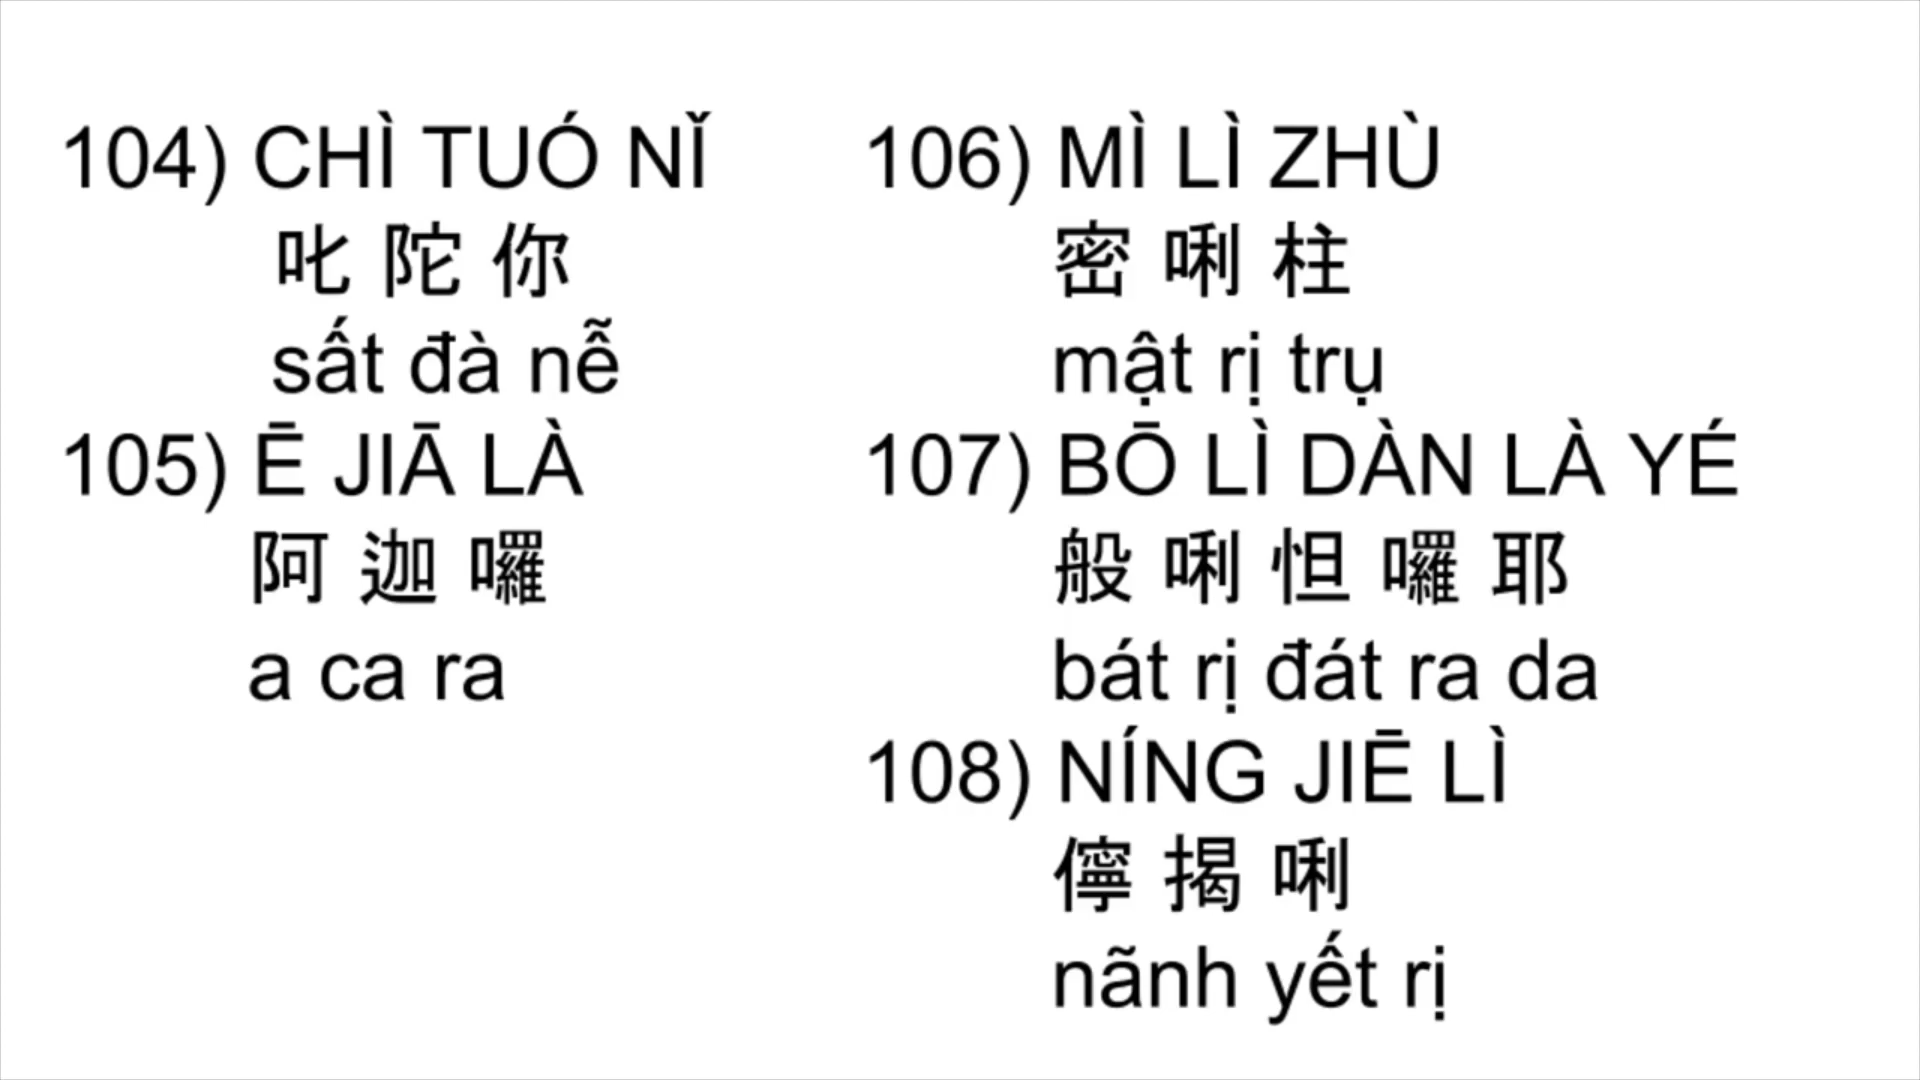 104) CHÌ TUÓ NǏ
叱 陀 你
sất đà nễ
105) Ē JIĀ LÀ
阿 迦 囉
a ca ra
106) MÌ LÌ ZHÙ
密 唎 柱
mật rị trụ
107) BŌ LÌ DÀN LÀ YÉ
般 唎 怛 囉 耶
bát rị đát ra da
108) NÍNG JIĒ LÌ
儜 揭 唎
nãnh yết rị